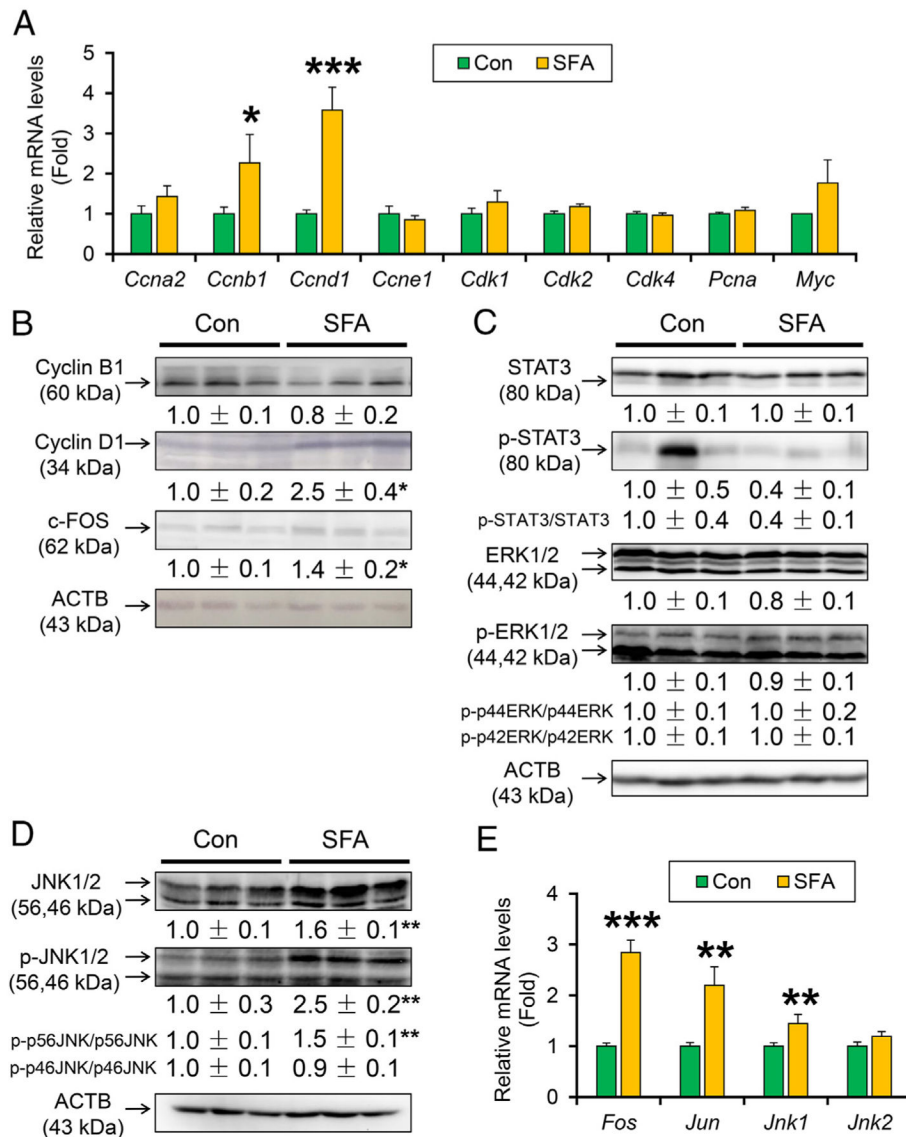 A
Relative mRNA levels
(Fold)
5
4
3
2
1
0
Con SFA
* ***
Ccna2 Ccnb1 Ccnd1 Ccne1 Cdk1 Cdk2 Cdk4 Pcna Myc
B
Con SFA
Cyclin B1
(60 kDa)
1.0 ± 0.1 0.8 ± 0.2
Cyclin D1
(34 kDa)
1.0 ± 0.2 2.5 ± 0.4*
c-FOS
(62 kDa)
1.0 ± 0.1 1.4 ± 0.2*
ACTB
(43 kDa)
C
Con SFA
STAT3
(80 kDa)
1.0 ± 0.1 1.0 ± 0.1
p-STAT3
(80 kDa)
1.0 ± 0.5 0.4 ± 0.1
p-STAT3/STAT3 1.0 ± 0.4 0.4 ± 0.1
ERK1/2
(44,42 kDa)
1.0 ± 0.1 0.8 ± 0.1
p-ERK1/2
(44,42 kDa)
1.0 ± 0.1 0.9 ± 0.1
p-p44ERK/p44ERK 1.0 ± 0.1 1.0 ± 0.2
p-p42ERK/p42ERK 1.0 ± 0.1 1.0 ± 0.1
ACTB
(43 kDa)
D
Con SFA
JNK1/2
(56,46 kDa)
1.0 ± 0.1 1.6 ± 0.1**
p-JNK1/2
(56,46 kDa)
1.0 ± 0.3 2.5 ± 0.2**
p-p56JNK/p56JNK 1.0 ± 0.1 1.5 ± 0.1**
p-p46JNK/p46JNK 1.0 ± 0.1 0.9 ± 0.1
ACTB
(43 kDa)
E
Relative mRNA levels
(Fold)
4
3
2
1
0
Con SFA
*** ** **
Fos Jun Jnk1 Jnk2